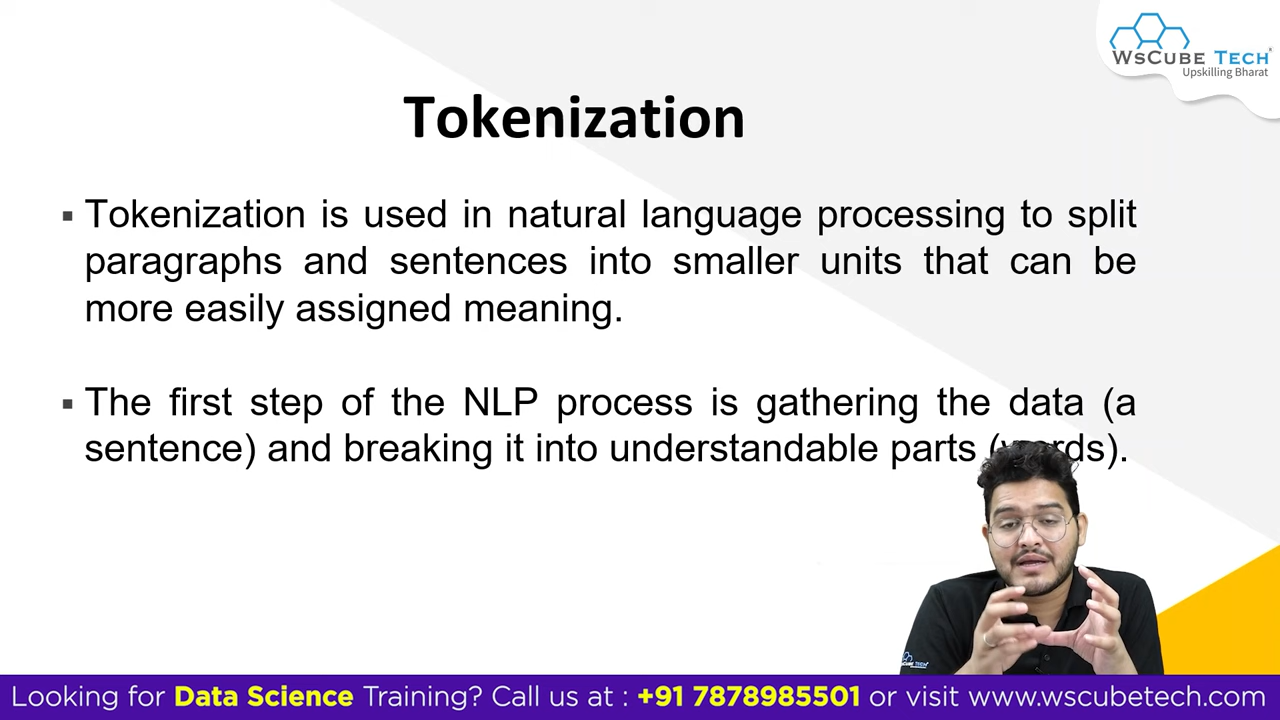 WsCube Tech
Upskilling Bharat
Tokenization
Tokenization is used in natural language processing to split
paragraphs and sentences into smaller units that can be
more easily assigned meaning.
The first step of the NLP process is gathering the data (a
sentence) and breaking it into understandable parts (words).
WsCube Tech
Looking for Data Science Training? Call us at : +91 7878985501 or visit www.wscubetech.com